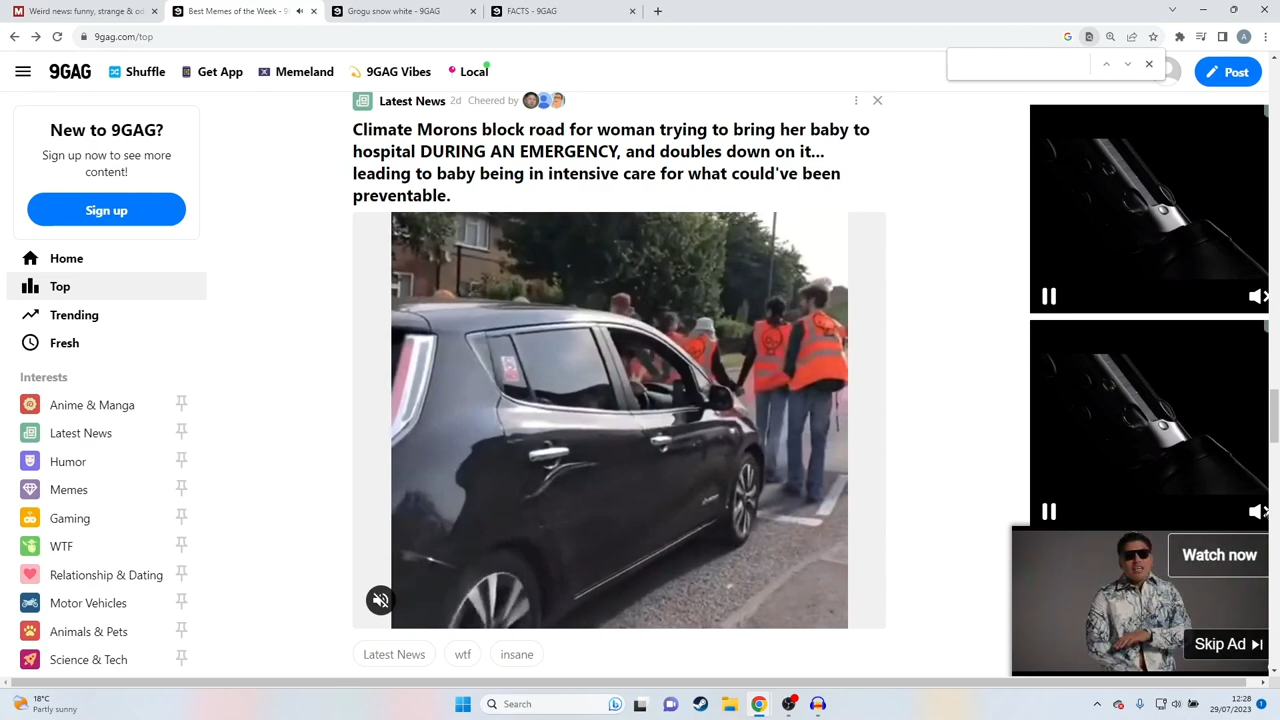 Weird news: funny, strange & od
Best Memes of the Week - 9
Grogu snow white - 9GAG
FACTS - 9GAG
9gag.com/top
A
9GAG
Shuffle
Get App
Memeland
9GAG Vibes
Local
Post
New to 9GAG?
Sign up now to see more
content!
Sign up
Home
Top
Trending
Fresh
Interests
Anime & Manga
Latest News
Humor
Memes
Gaming
WTF
Relationship & Dating
Motor Vehicles
Animals & Pets
Science & Tech
Latest News 2d Cheered by
Climate Morons block road for woman trying to bring her baby to
hospital DURING AN EMERGENCY, and doubles down on it...
leading to baby being in intensive care for what could've been
preventable.
Latest News
wtf
insane
Watch now
Skip Ad
18°C
Partly sunny
Search
12:28
29/07/2023